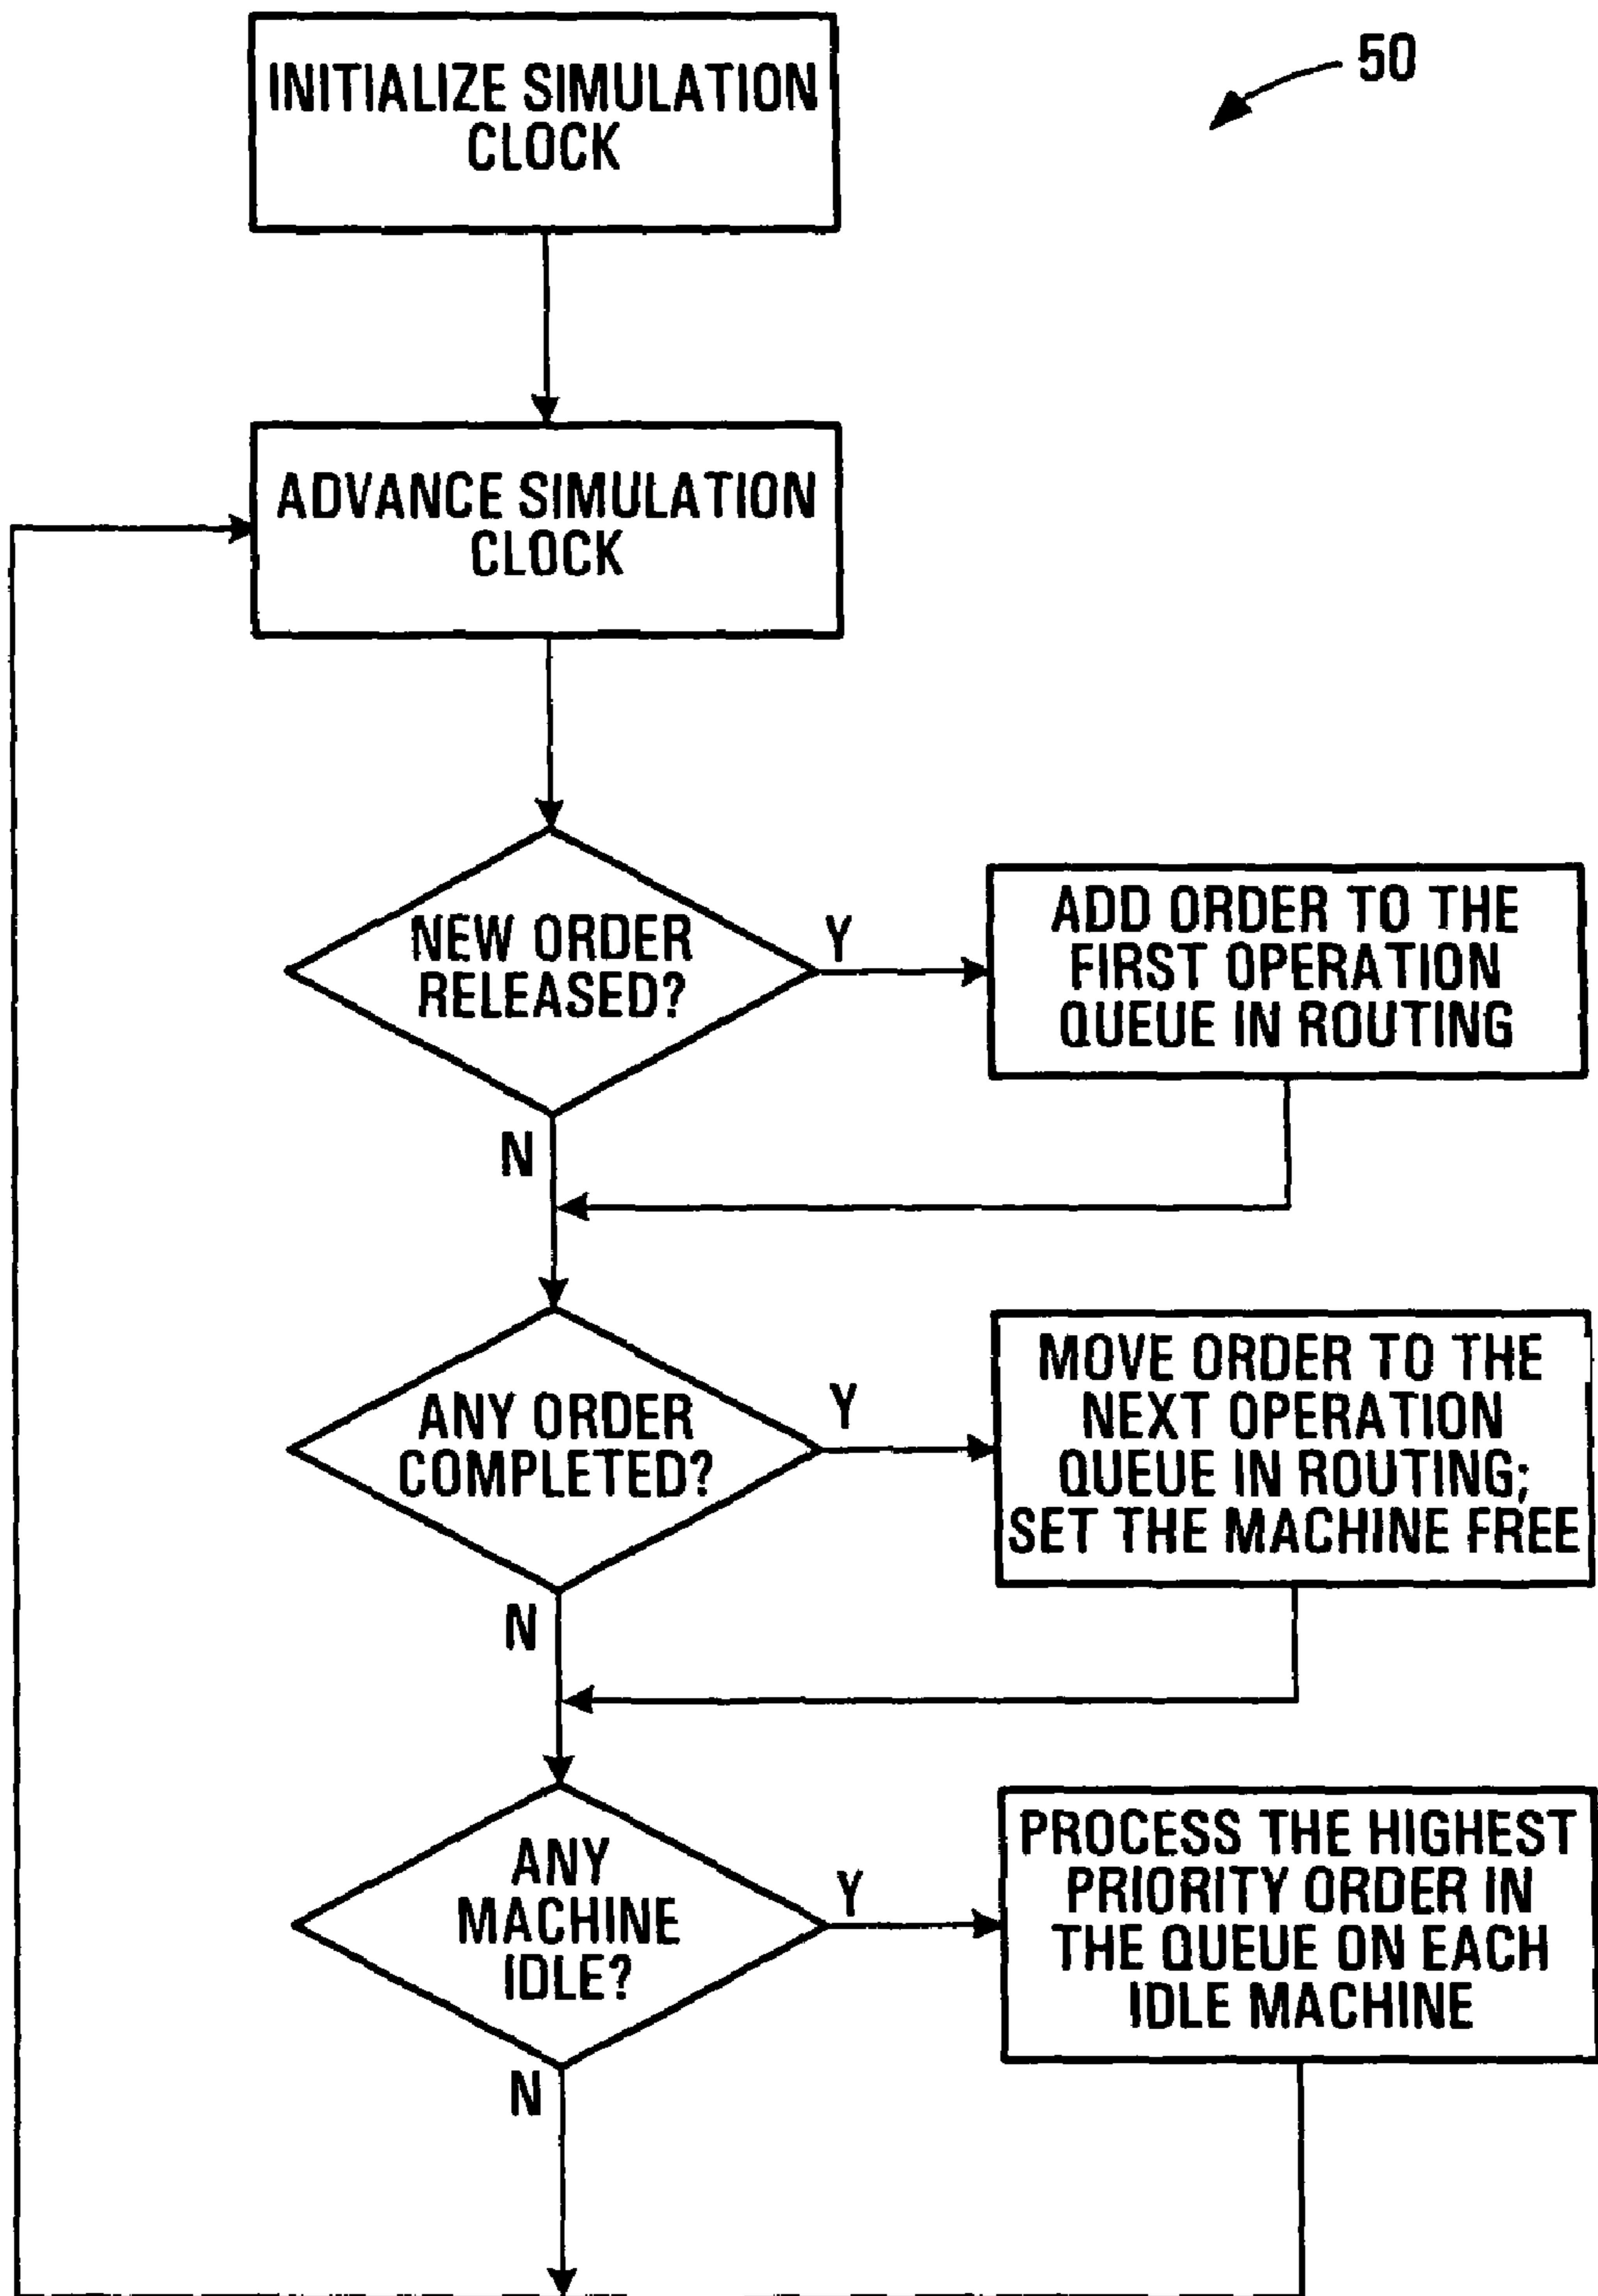 INITIALIZE SIMULATION
CLOCK
50
ADVANCE SIMULATION
CLOCK
NEW ORDER
RELEASED?
Y
ADD ORDER TO THE
FIRST OPERATION
QUEUE IN ROUTING
N
ANY ORDER
COMPLETED?
Y
MOVE ORDER TO THE
NEXT OPERATION
QUEUE IN ROUTING;
SET THE MACHINE FREE
N
ANY
MACHINE
IDLE?
Y
PROCESS THE HIGHEST
PRIORITY ORDER IN
THE QUEUE ON EACH
IDLE MACHINE
N